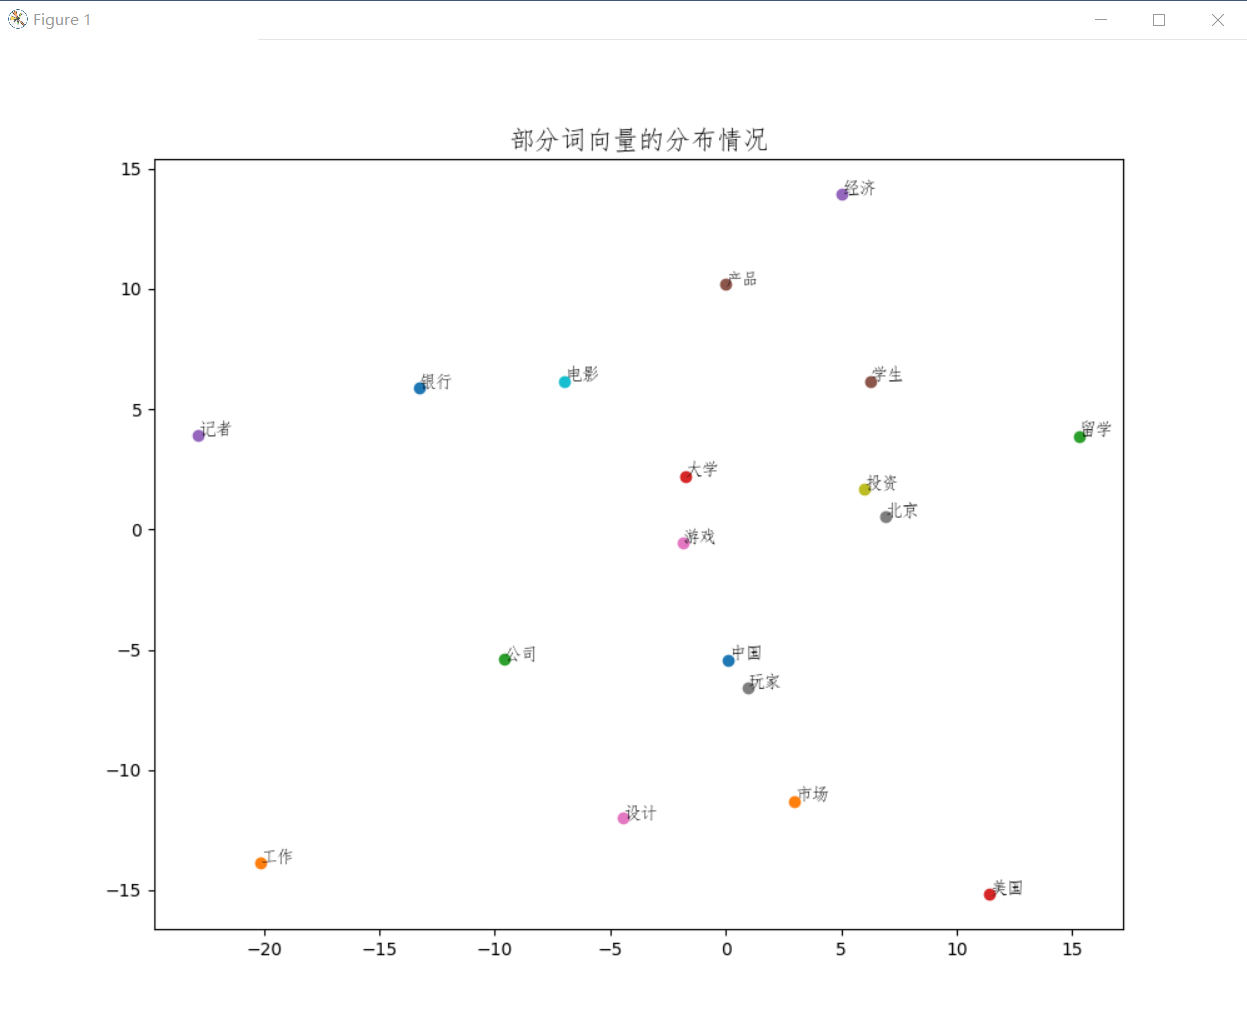 Figure 1
部分词向量的分布情况
15
经济
产品
10
电影
学生
银行
5
记者
留学
大学
投资
北京
0
游戏
中国
公司
−5
玩家
−10
市场
设计
工作
美国
−15
−20
−15
−10
−5
0
5
10
15